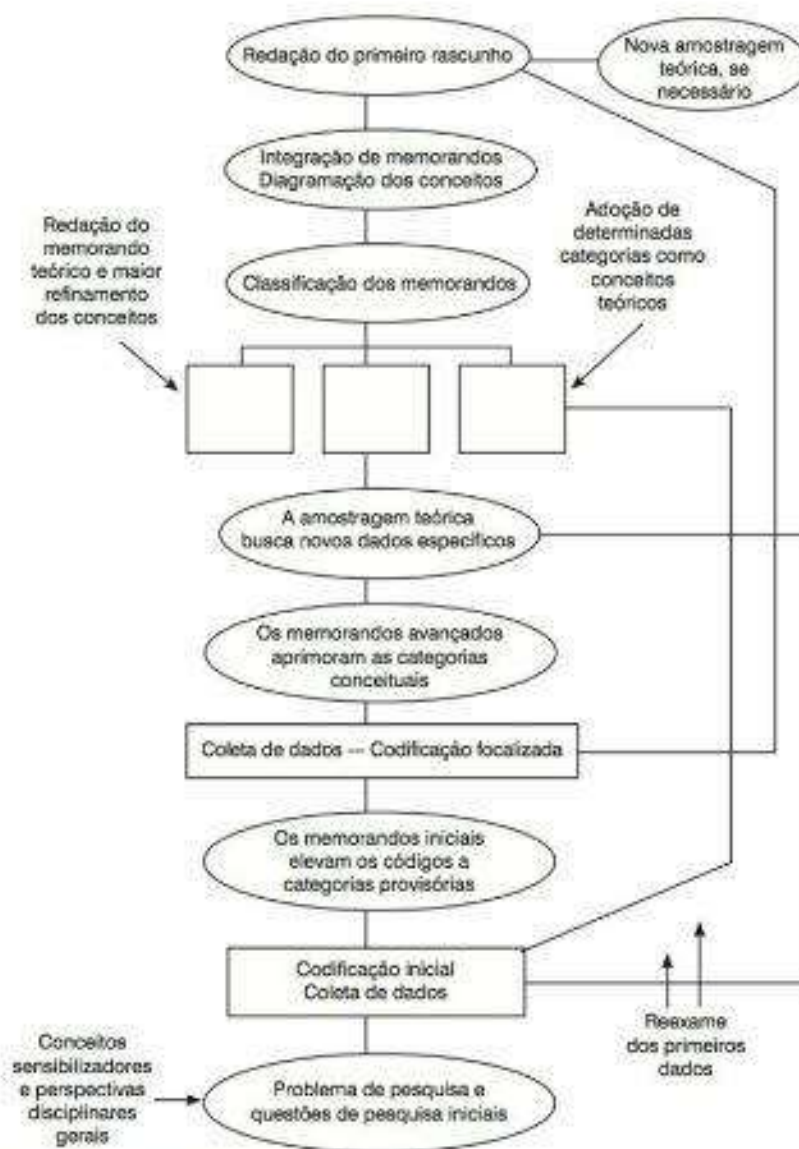 Redação do primeiro rascunho
Nova amostragem
teórica, se
necessário
Integração de memorandos
Diagramação dos conceitos
Redação do
memorando
teórico e maior
refinamento
dos conceitos
Adoção de
determinadas
categorias como
conceitos
teóricos
Classificação dos memorandos
A amostragem teórica
busca novos dados específicos
Os memorandos avançados
aprimoram as categorias
conceituais
Coleta de dados --- Codificação focalizada
Os memorandos iniciais
elevam os códigos a
categorias provisórias
Codificação inicial
Coleta de dados
Reexame
dos primeiros
dados
Conceitos
sensibilizadores
e perspectivas
disciplinares
gerais
Problema de pesquisa e
questões de pesquisa iniciais